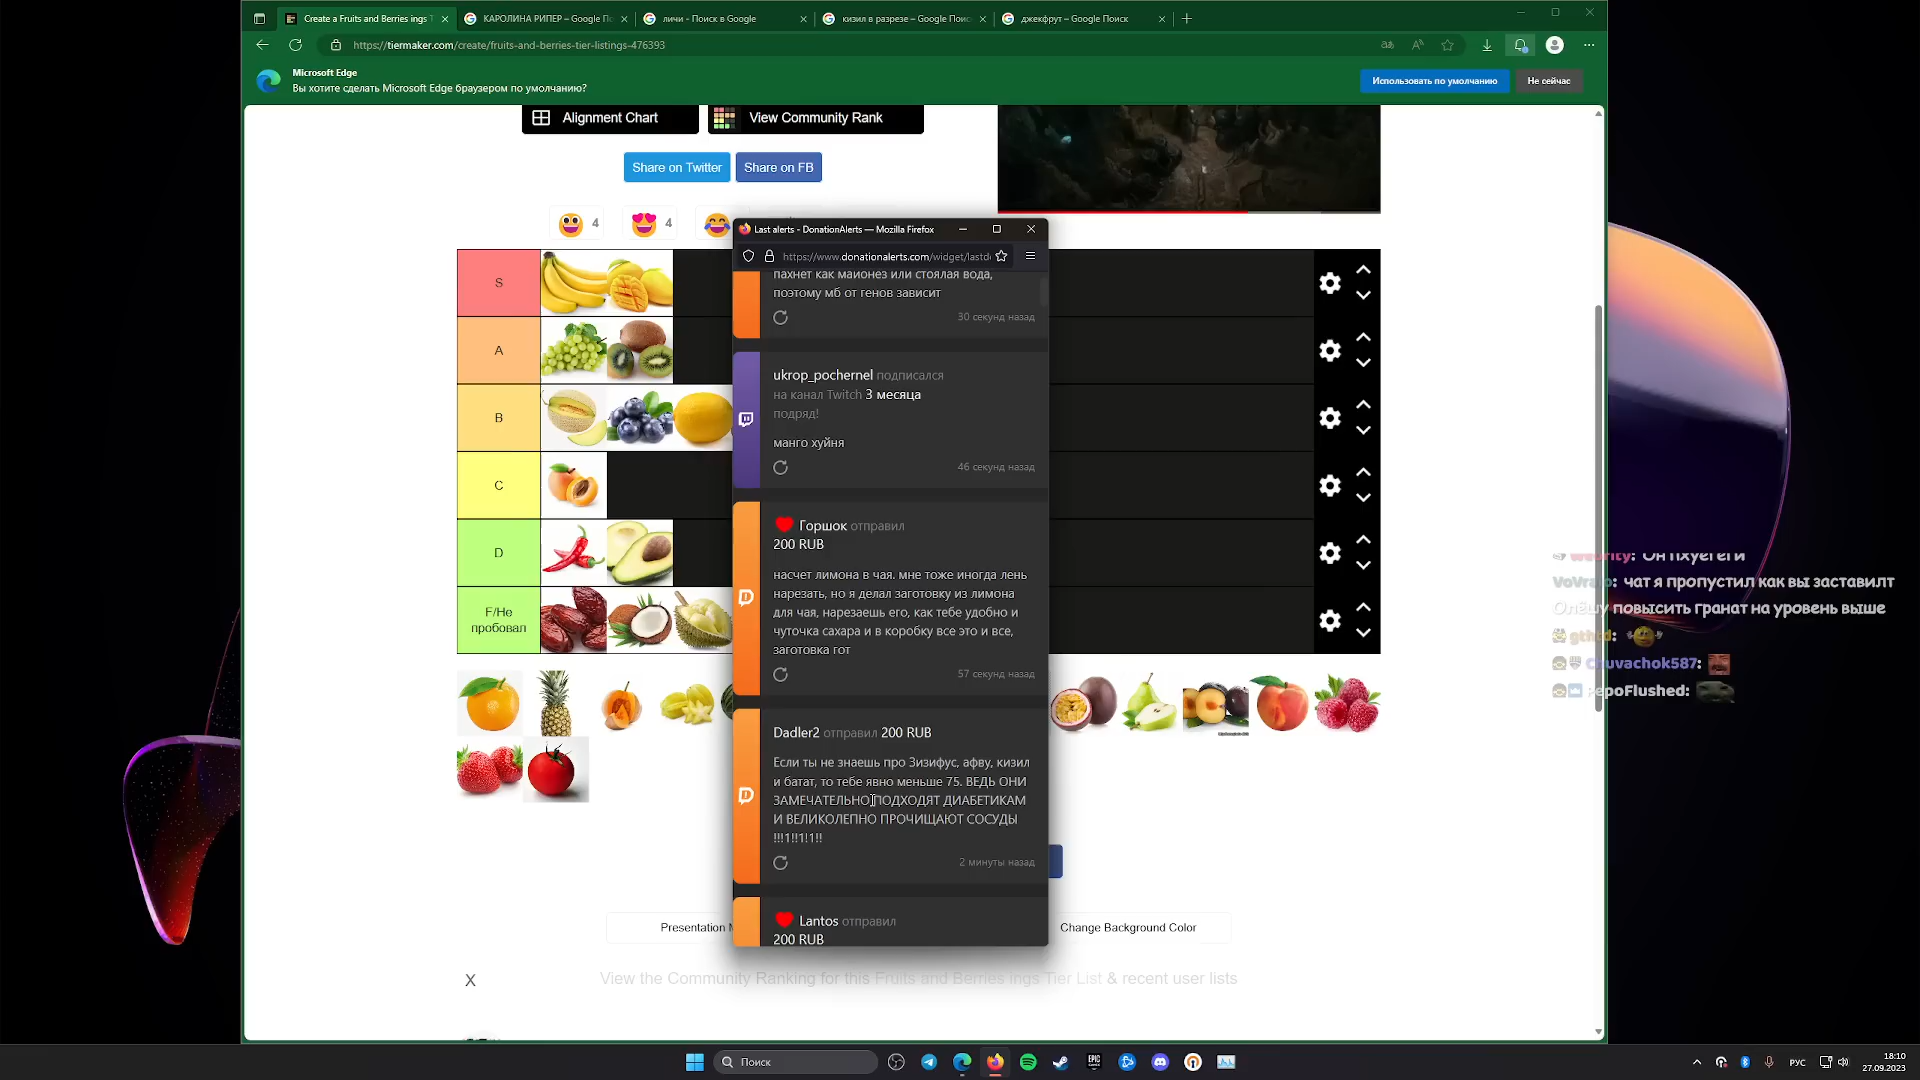 Create a Fruits and Berries ings T
КАРОЛИНА РИПЕР – Google П
личи - Поиск в Google
кизил в разрезе – Google Поис
джекфрут – Google Поиск
https://tiermaker.com/create/fruits-and-berries-tier-listings-476393
Microsoft Edge
Вы хотите сделать Microsoft Edge браузером по умолчанию?
Использовать по умолчанию
Не сейчас
Alignment Chart
View Community Rank
Share on Twitter
Share on FB
4
4
Last alerts - DonationAlerts — Mozilla Firefox
https://www.donationalerts.com/widget/lastdo
пахнет как майонез или стоялая вода,
поэтому мб от генов зависит
30 секунд назад
ukrop_pochernel подписался
на канал Twitch 3 месяца
подряд!
манго хуйня
46 секунд назад
Горшок отправил
200 RUB
насчет лимона в чая. мне тоже иногда лень
нарезать, но я делал заготовку из лимона
для чая, нарезаешь его, как тебе удобно и
чуточка сахара и в коробку все это и все,
заготовка гот
57 секунд назад
Dadler2 отправил 200 RUB
Если ты не знаешь про Зизифус, афву, кизил
и батат, то тебе явно меньше 75. ВЕДЬ ОНИ
ЗАМЕЧАТЕЛЬНО ПОДХОДЯТ ДИАБЕТИКАМ
И ВЕЛИКОЛЕПНО ПРОЧИЩАЮТ СОСУДЫ
!!!1!!1!1!!
2 минуты назад
Lantos отправил
200 RUB
S
A
B
C
D
F/Не
пробовал
чат я пропустил как вы заставилт
Олёшу повысить гранат на уровень выше
gthtd:
Chuvachok587:
PepoFlushed:
Presentation M
Change Background Color
X
View the Community Ranking for this Fruits and Berries ings Tier List & recent user lists
Поиск
EPIC
РУС
18:10
27.09.2023